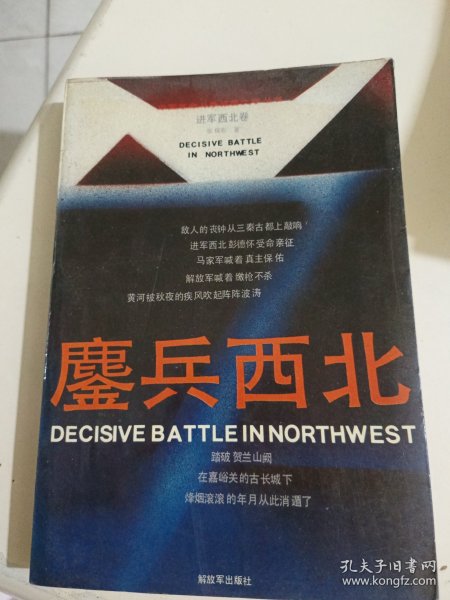 进军西北卷
著
DECISIVE BATTLE
IN NORTHWEST
敌人的丧钟从三秦古都上敲响
进军西北彭德怀受命亲征
马家军喊着真主保佑
解放军喊着缴枪不杀
黄河被秋夜的疾风吹起阵阵波涛
鏖兵西北
DECISIVE BATTLE IN NORTHWEST
踏破贺兰山阙
在嘉峪关的古长城下
烽烟滚滚的年月从此消遁了
解放军出版社
孔夫子旧书网
www.kongfz.com